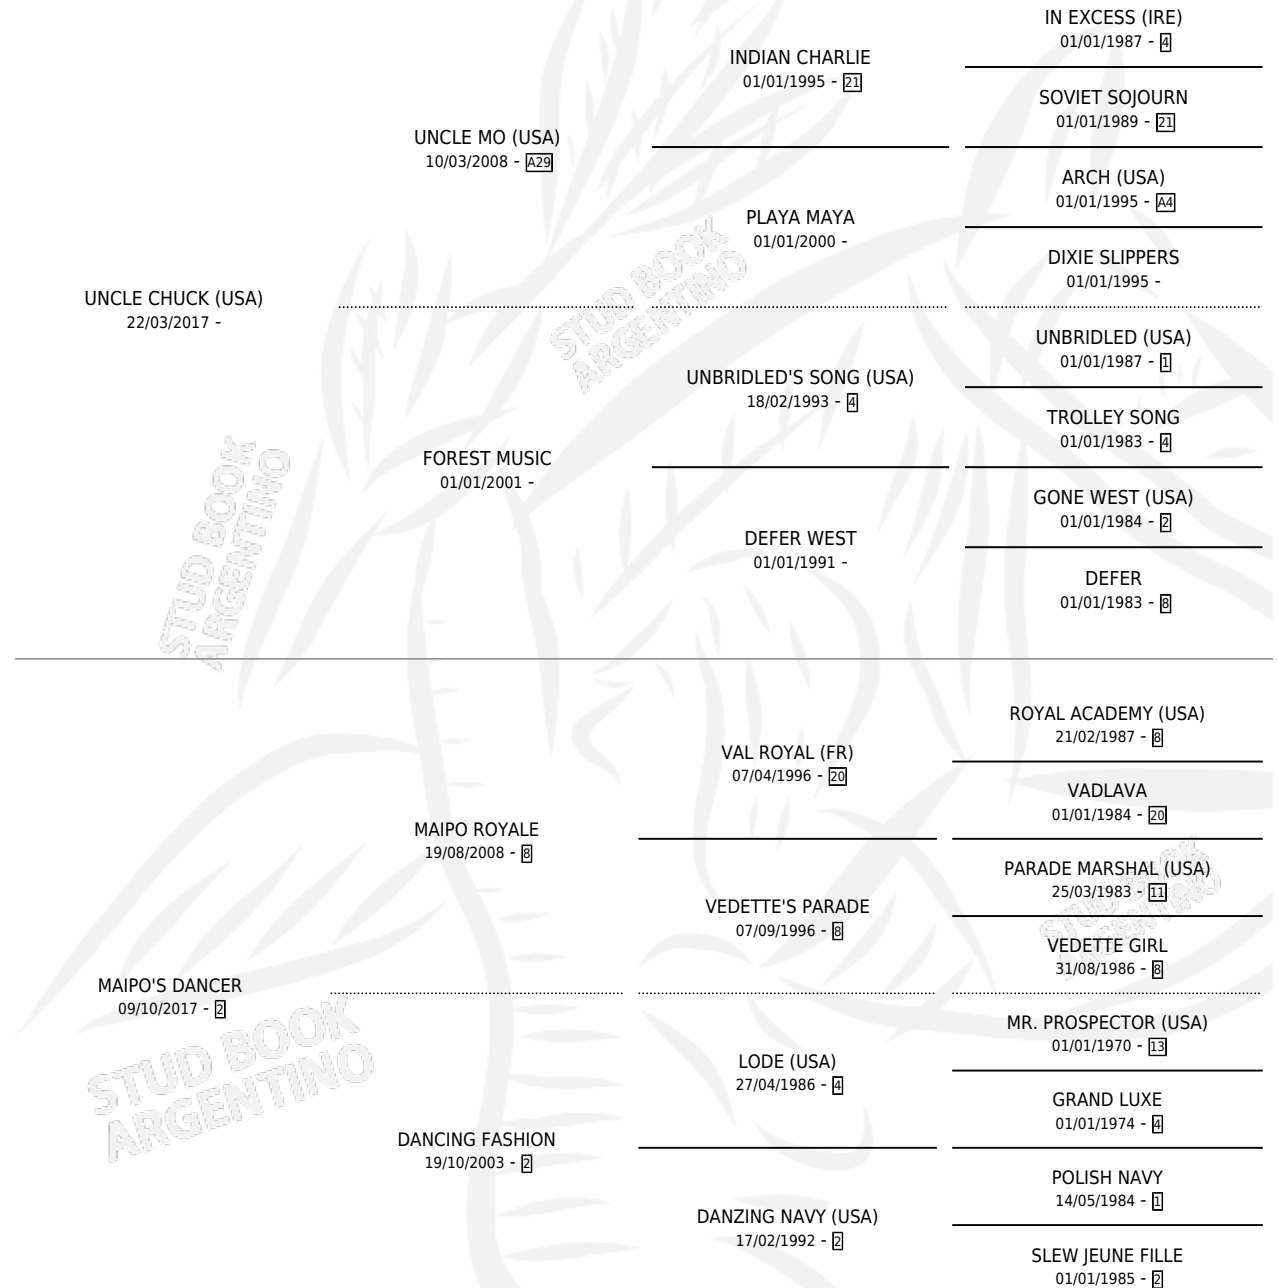 IN EXCESS (IRE)
01/01/1987 - 4
INDIAN CHARLIE
01/01/1995 - 21
SOVIET SOJOURN
01/01/1989 - 21
UNCLE MO (USA)
10/03/2008 - A29
ARCH (USA)
01/01/1995 - A4
PLAYA MAYA
01/01/2000 -
DIXIE SLIPPERS
01/01/1995 -
UNCLE CHUCK (USA)
22/03/2017 -
STUD BOOK
ARGENTINO
UNBRIDLED (USA)
01/01/1987 - 1
UNBRIDLED'S SONG (USA)
18/02/1993 - 4
TROLLEY SONG
01/01/1983 - 4
FOREST MUSIC
01/01/2001 -
GONE WEST (USA)
01/01/1984 - 2
DEFER WEST
01/01/1991 -
DEFER
01/01/1983 - 8
STUD BOOK
ARGENTINO
ROYAL ACADEMY (USA)
21/02/1987 - 8
VAL ROYAL (FR)
07/04/1996 - 20
VADLAVA
01/01/1984 - 20
MAIPO ROYALE
19/08/2008 - 8
PARADE MARSHAL (USA)
25/03/1983 - 11
VEDETTE'S PARADE
07/09/1996 - 8
STUD BOOK
ARGENTINO
VEDETTE GIRL
31/08/1986 - 8
MAIPO'S DANCER
09/10/2017 - 2
MR. PROSPECTOR (USA)
01/01/1970 - 13
STUD BOOK
ARGENTINO
LODE (USA)
27/04/1986 - 4
GRAND LUXE
01/01/1974 - 4
DANCING FASHION
19/10/2003 - 2
POLISH NAVY
14/05/1984 - 1
DANZING NAVY (USA)
17/02/1992 - 2
SLEW JEUNE FILLE
01/01/1985 - 2